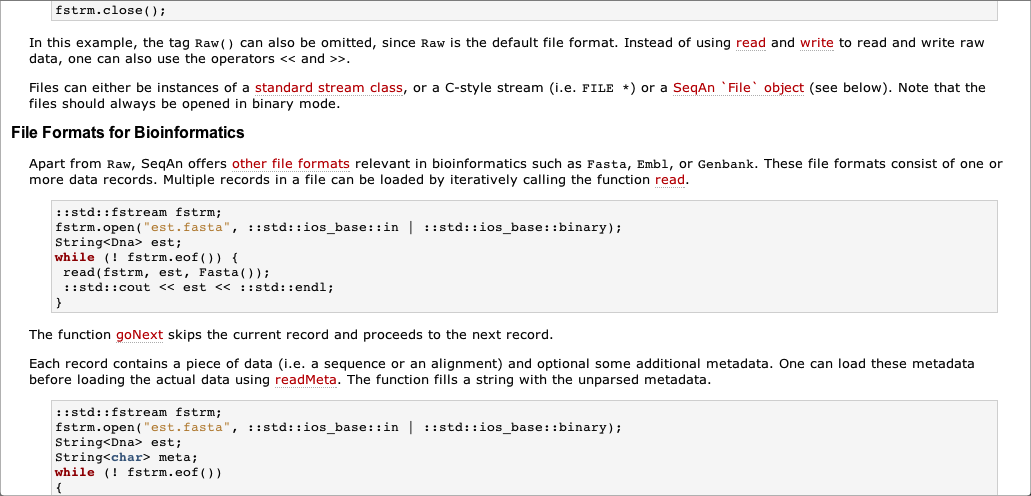 fstrm.close();
In this example, the tag Raw() can also be omitted, since Raw is the default file format. Instead of using read and write to read and write raw
data, one can also use the operators << and >>.
Files can either be instances of a standard stream class, or a C-style stream (i.e. FILE *) or a SeqAn `File` object (see below). Note that the
files should always be opened in binary mode.
File Formats for Bioinformatics
Apart from Raw, SeqAn offers other file formats relevant in bioinformatics such as Fasta, Embl, or Genbank. These file formats consist of one or
more data records. Multiple records in a file can be loaded by iteratively calling the function read.
::std::fstream fstrm;
fstrm.open("est.fasta", ::std::ios_base::in | ::std::ios_base::binary);
String<Dna> est;
while (! fstrm.eof()) {
 read(fstrm, est, Fasta());
 ::std::cout << est << ::std::endl;
}
The function goNext skips the current record and proceeds to the next record.
Each record contains a piece of data (i.e. a sequence or an alignment) and optional some additional metadata. One can load these metadata
before loading the actual data using readMeta. The function fills a string with the unparsed metadata.
::std::fstream fstrm;
fstrm.open("est.fasta", ::std::ios_base::in | ::std::ios_base::binary);
String<Dna> est;
String<char> meta;
while (! fstrm.eof())
{